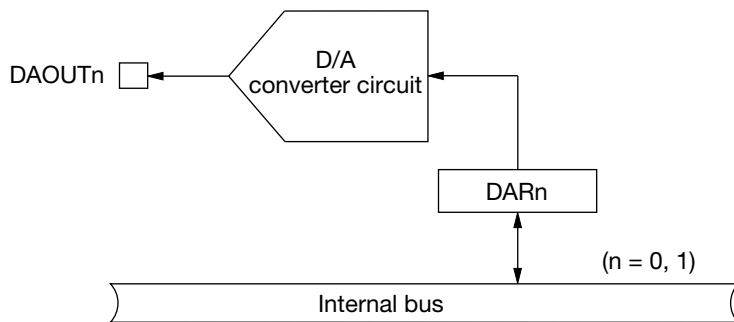 D/A
converter circuit
DAOUTn
DARn
(n = 0, 1)
Internal bus